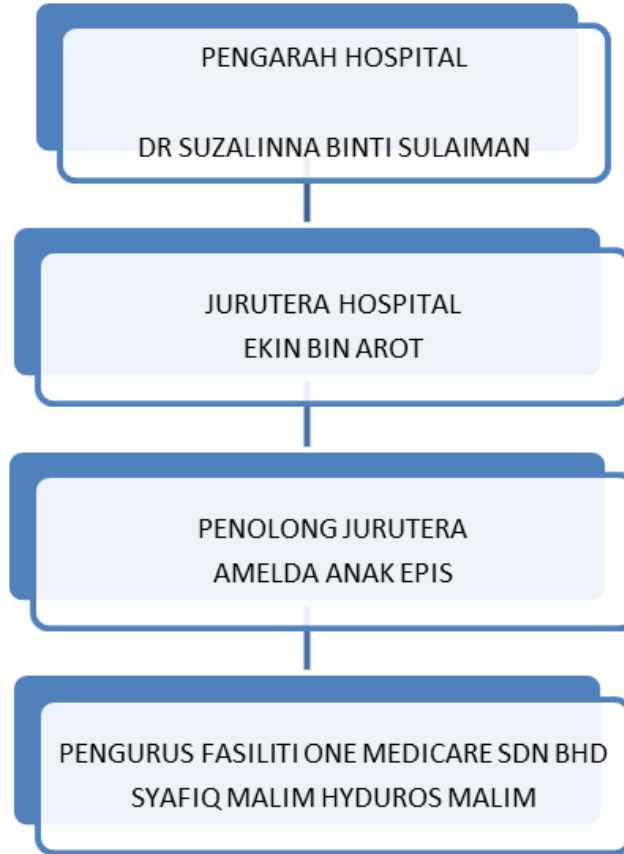 PENGARAH HOSPITAL
DR SUZALINNA BINTI SULAIMAN
JURUTERA HOSPITAL
EKIN BIN AROT
PENOLONG JURUTERA
AMELDA ANAK EPIS
PENGURUS FASILITI ONE MEDICARE SDN BHD
SYAFIQ MALIM HYDUROS MALIM